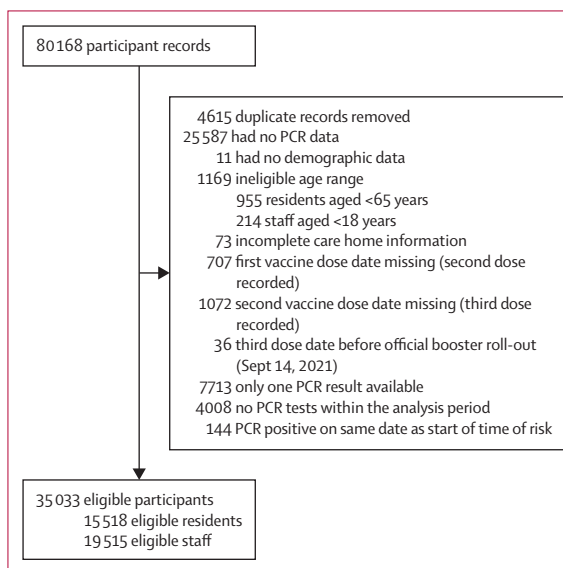 80168 participant records
4615 duplicate records removed
25587 had no PCR data
11 had no demographic data
1169 ineligible age range
955 residents aged <65 years
214 staff aged <18 years
73 incomplete care home information
707 first vaccine dose date missing (second dose
recorded)
1072 second vaccine dose date missing (third dose
recorded)
36 third dose date before official booster roll-out
(Sept 14, 2021)
7713 only one PCR result available
4008 no PCR tests within the analysis period
144 PCR positive on same date as start of time of risk
35033 eligible participants
15518 eligible residents
19515 eligible staff